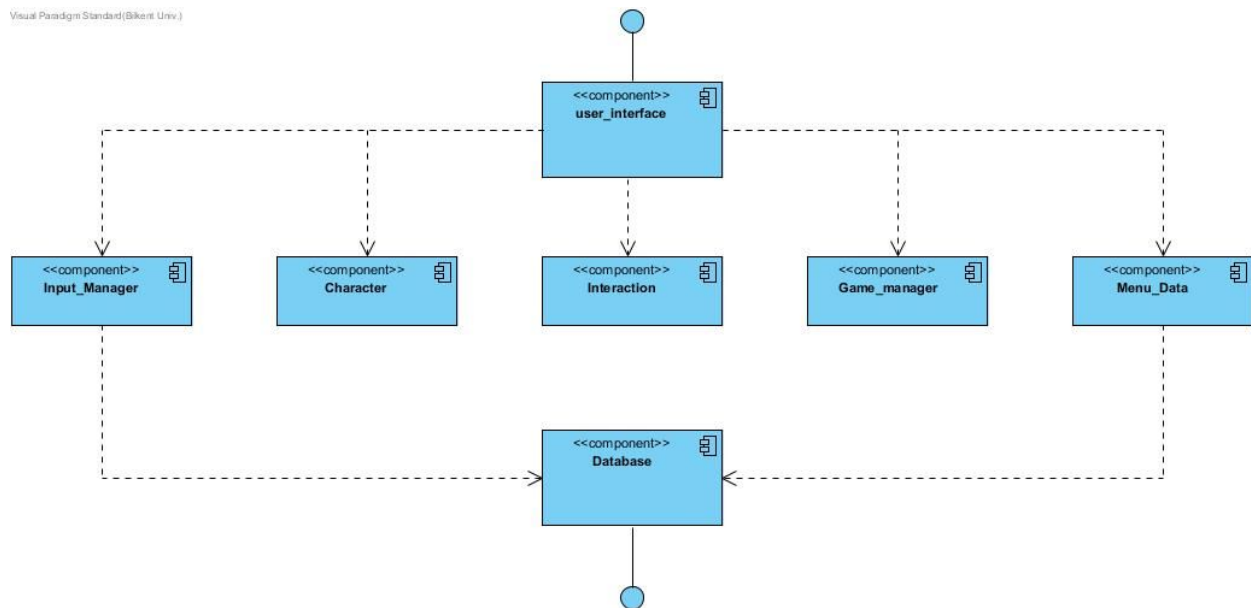 Visual Paradigm Standard(Bilkent Univ.)
<<component>>
user_interface
<<component>>
Input_Manager
<<component>>
Character
<<component>>
Interaction
<<component>>
Game_manager
<<component>>
Menu_Data
<<component>>
Database